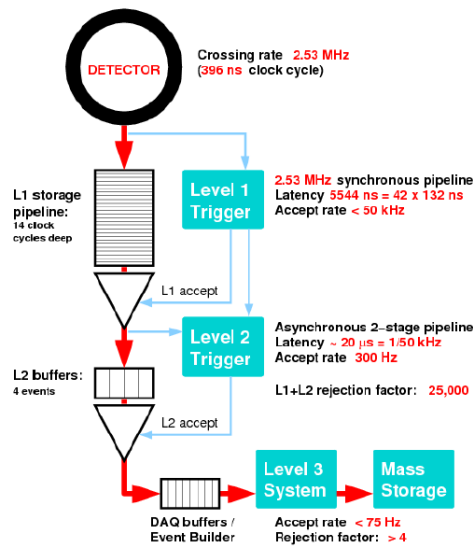 DETECTOR
Crossing rate 2.53 MHz
(396 ns clock cycle)
L1 storage
pipeline:
14 clock
cycles deep
Level 1
Trigger
2.53 MHz synchronous pipeline
Latency 5544 ns = 42 x 132 ns
Accept rate < 50 kHz
L1 accept
L2 buffers:
4 events
Level 2
Trigger
Asynchronous 2-stage pipeline
Latency ~ 20 µs = 1/50 kHz
Accept rate 300 Hz
L1+L2 rejection factor: 25,000
L2 accept
DAQ buffers /
Event Builder
Level 3
System
Mass
Storage
Accept rate < 75 Hz
Rejection factor: > 4